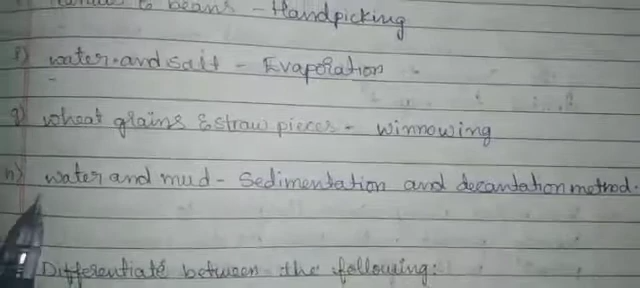 & beans - Handpicking
f) water and salt - Evaporation
g) wheat grains & straw pieces - winnowing
h) water and mud - Sedimentation and decantation method.
Differentiate between the following: